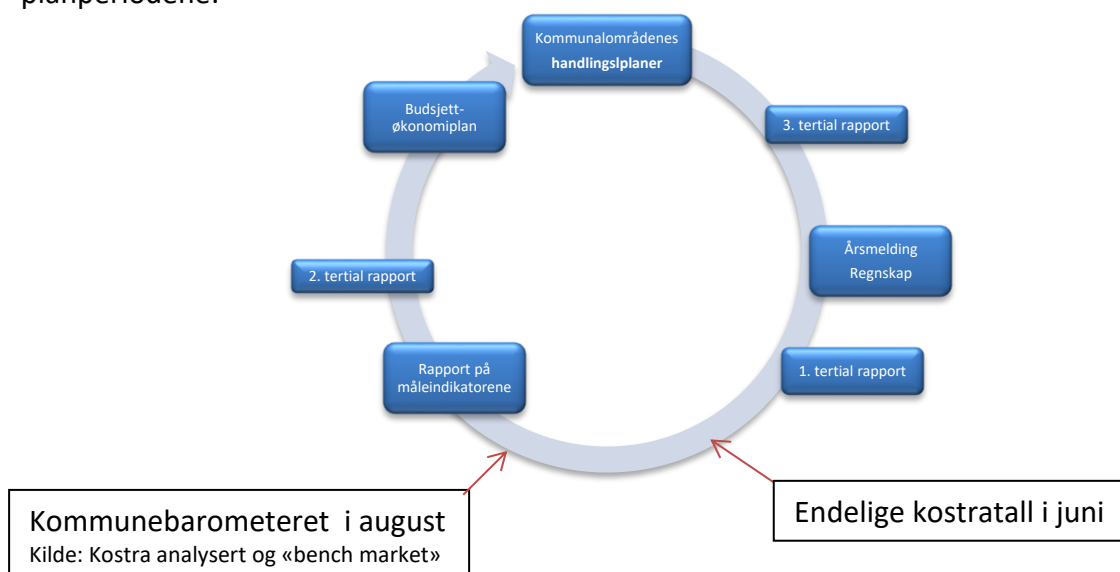 planperiodene.
Kommunalområdenes
handlingslplaner
Budsjett-
økonomiplan
3. tertial rapport
Årsmelding
Regnskap
2. tertial rapport
Rapport på
måleindikatorene
1. tertial rapport
Kommunebarometeret i august
Kilde: Kostra analysert og «bench market»
Endelige kostratall i juni